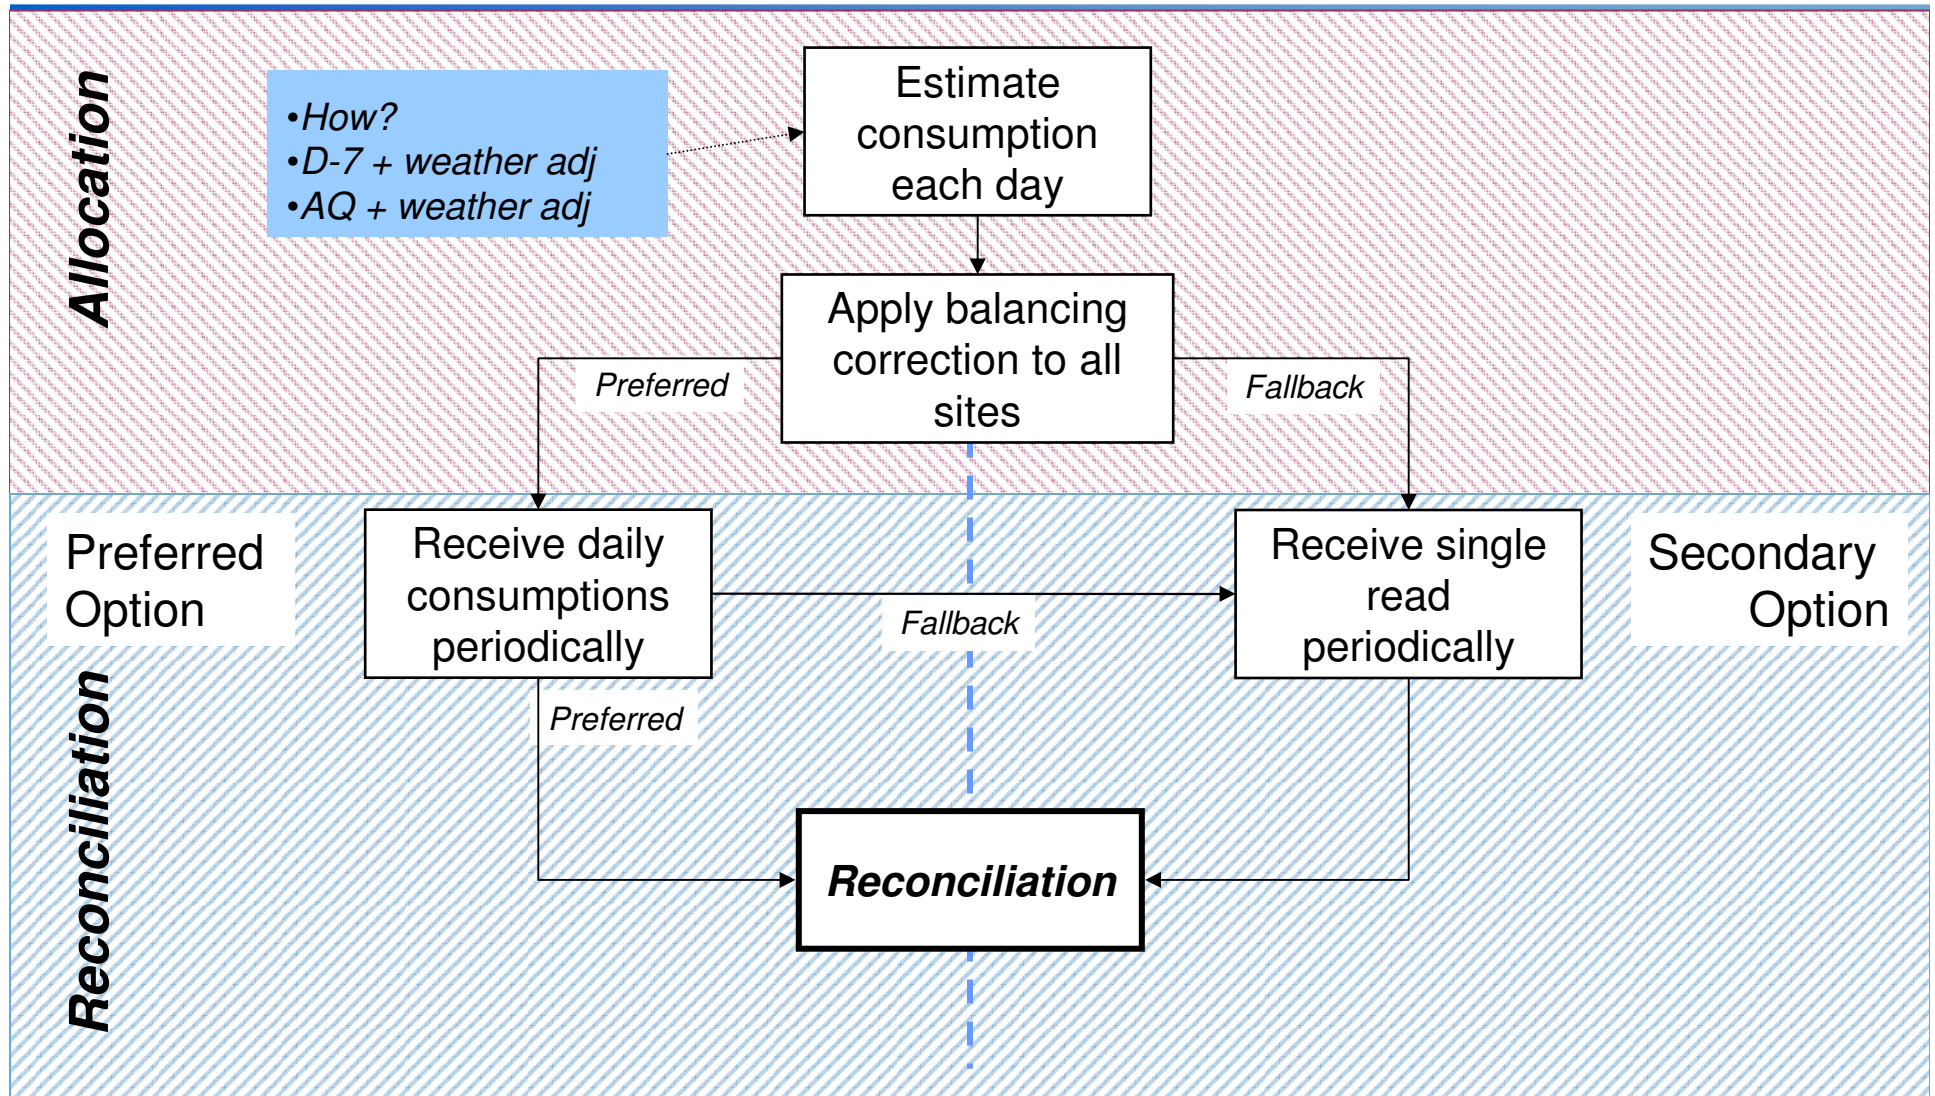 Allocation
•How?
•D-7 + weather adj
•AQ + weather adj
Estimate
consumption
each day
Apply balancing
correction to all
sites
Preferred
Fallback
Preferred
Option
Receive daily
consumptions
periodically
Fallback
Receive single
read
periodically
Secondary
Option
Reconciliation
Preferred
Reconciliation